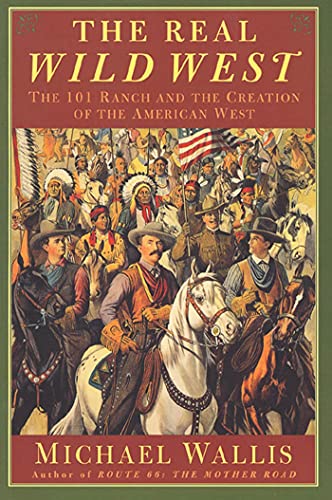 THE REAL
WILD WEST
THE 101 RANCH AND THE CREATION
OF THE AMERICAN WEST
MICHAEL WALLIS
Author of ROUTE 66: THE MOTHER ROAD